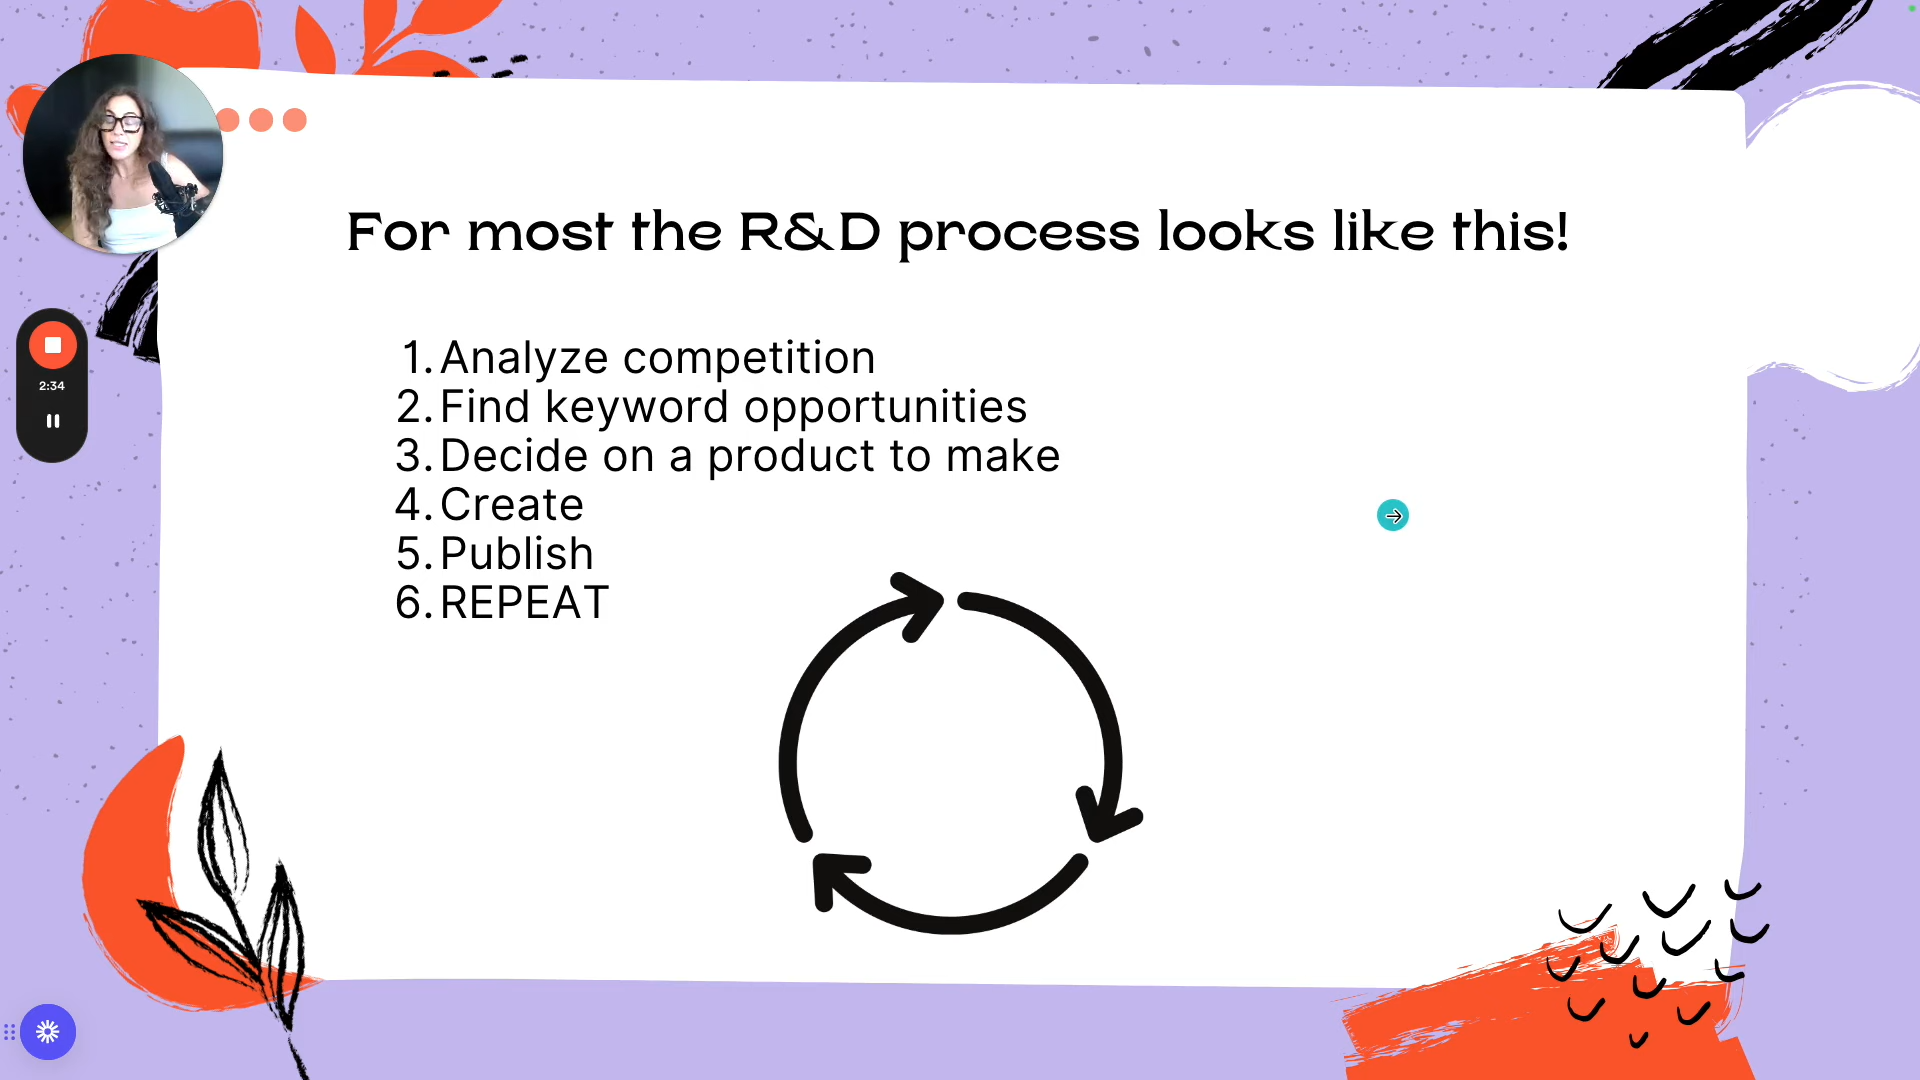 For most the R&D process looks like this!
1. Analyze competition
2. Find keyword opportunities
3. Decide on a product to make
4. Create
5. Publish
6. REPEAT
2:34